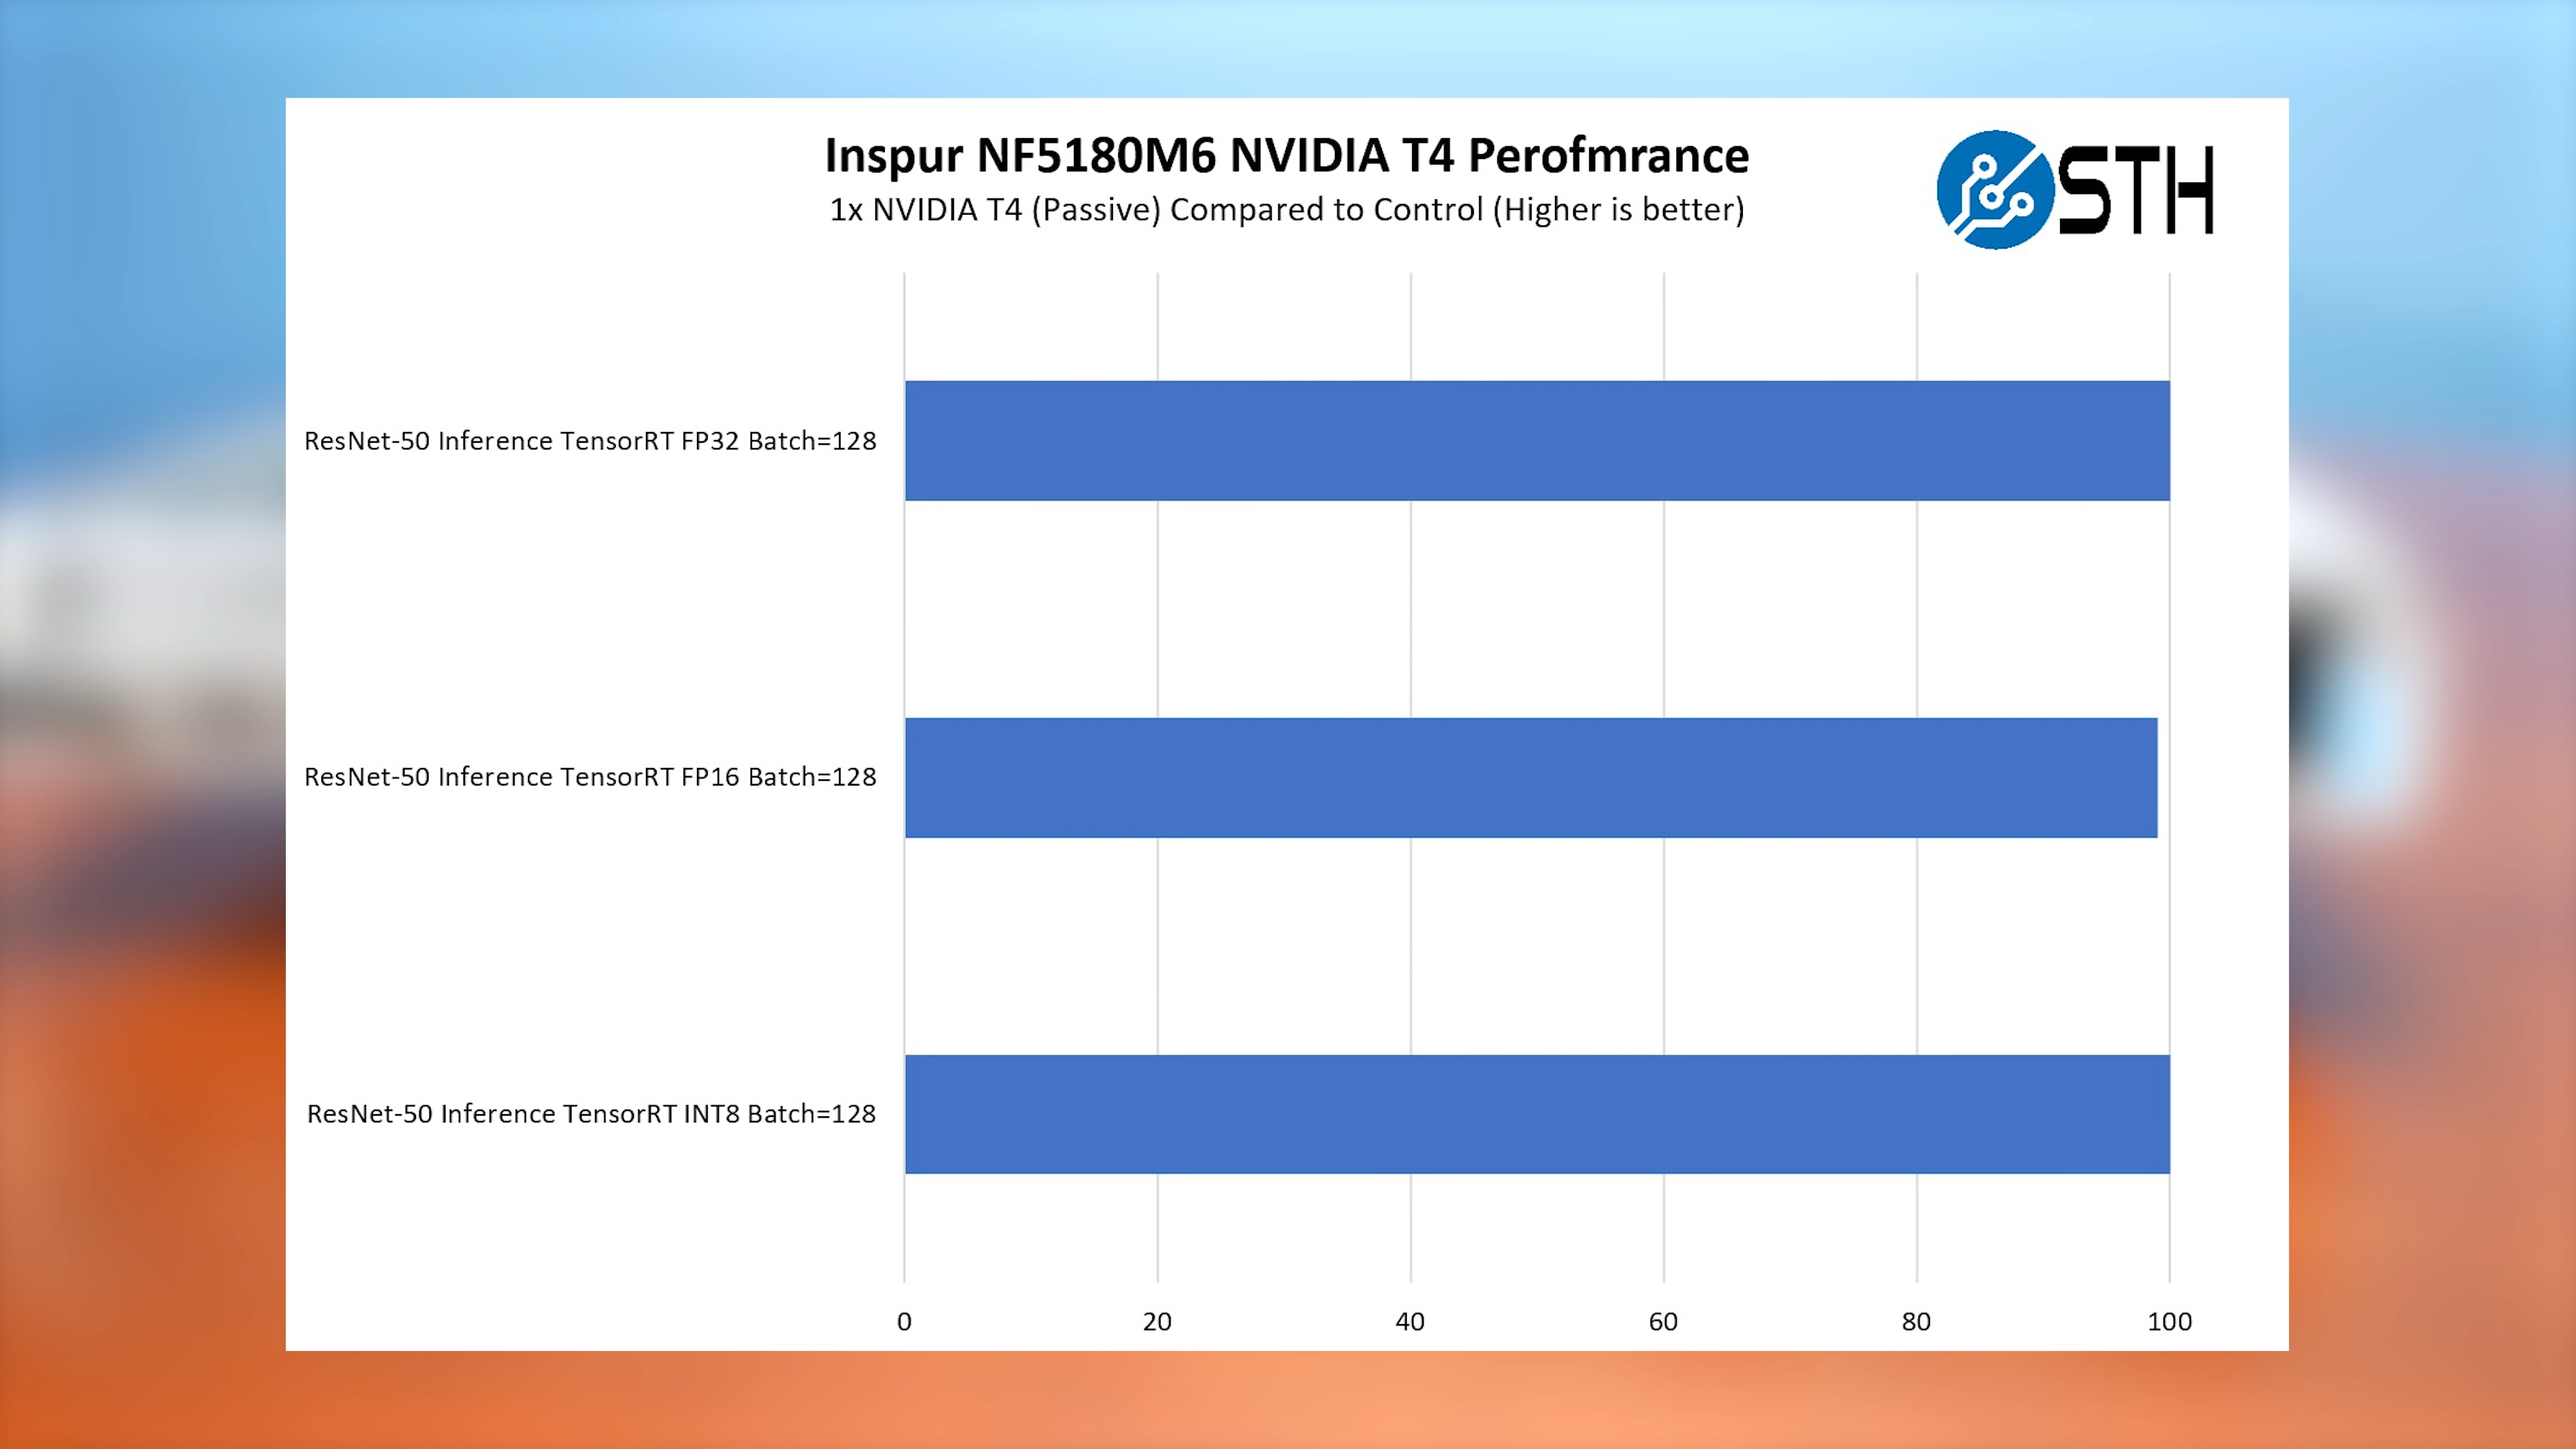 Inspur NF5180M6 NVIDIA T4 Perofmrance
1x NVIDIA T4 (Passive) Compared to Control (Higher is better)
STH
ResNet-50 Inference TensorRT FP32 Batch=128
ResNet-50 Inference TensorRT FP16 Batch=128
ResNet-50 Inference TensorRT INT8 Batch=128
0 20 40 60 80 100